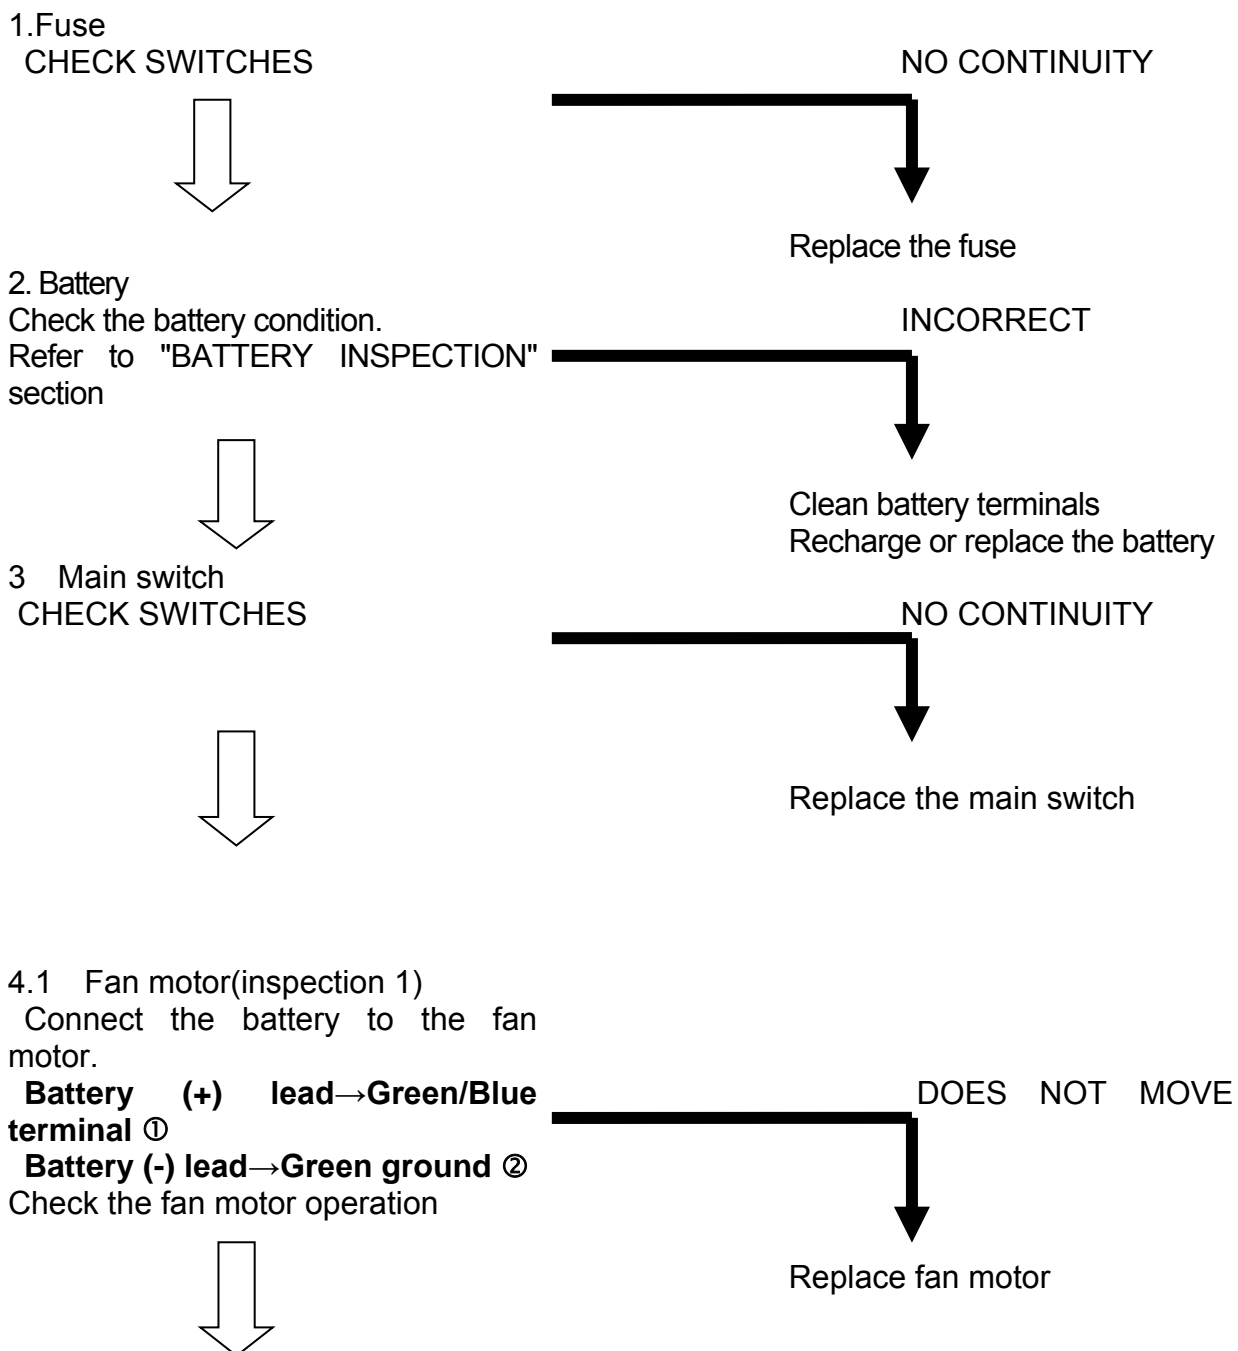 1.Fuse
CHECK SWITCHES
NO CONTINUITY
Replace the fuse
2. Battery
Check the battery condition.
Refer to "BATTERY INSPECTION"
section
INCORRECT
Clean battery terminals
Recharge or replace the battery
3 Main switch
CHECK SWITCHES
NO CONTINUITY
Replace the main switch
4.1 Fan motor(inspection 1)
Connect the battery to the fan
motor.
Battery (+) lead→Green/Blue
terminal ①
Battery (-) lead→Green ground ②
Check the fan motor operation
DOES NOT MOVE
Replace fan motor